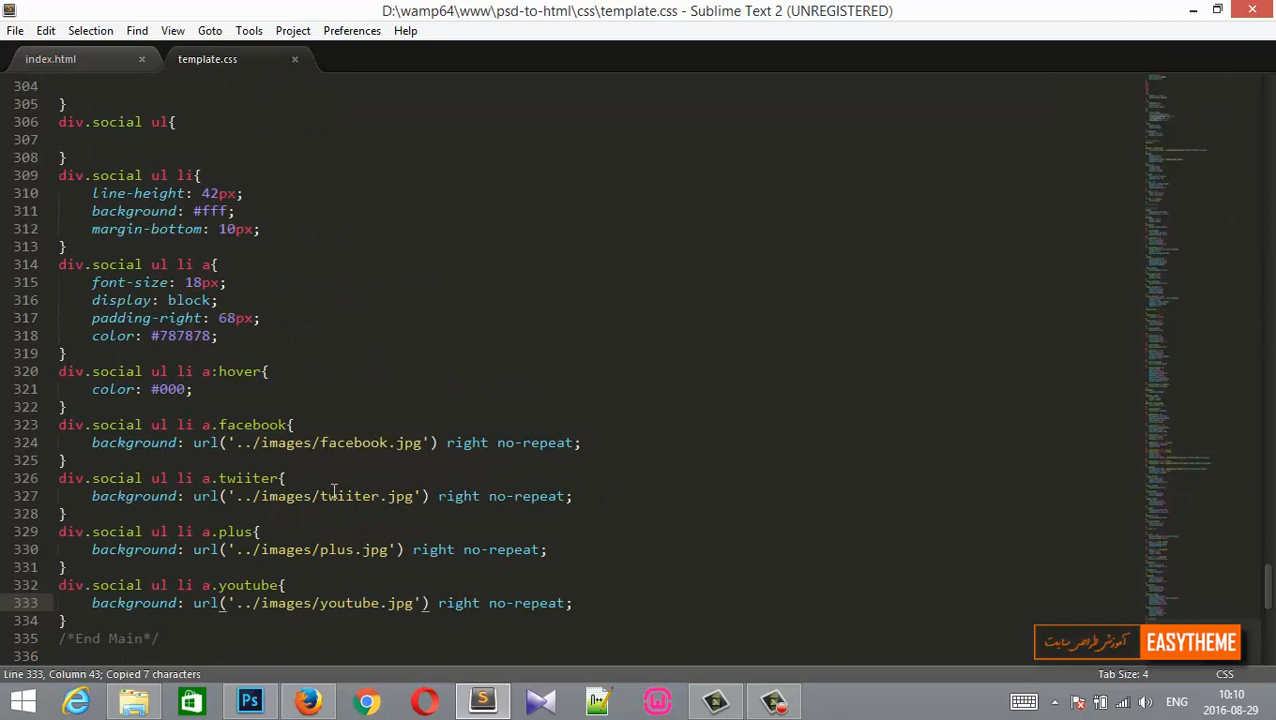 D:\wamp64\www\psd-to-html\css\template.css - Sublime Text 2 (UNREGISTERED)
File Edit Selection Find View Goto Tools Project Preferences Help
index.html × template.css ×
304
305 }
306 div.social ul{
307
308 }
309 div.social ul li{
310 line-height: 42px;
311 background: #fff;
312 margin-bottom: 10px;
313 }
314 div.social ul li a{
315 font-size: 18px;
316 display: block;
317 padding-right: 68px;
318 color: #787878;
319 }
320 div.social ul li a:hover{
321 color: #000;
322 }
323 div.social ul li a.facebook{
324 background: url('../images/facebook.jpg') right no-repeat;
325 }
326 div.social ul li a.twiiter{
327 background: url('../images/twiiter.jpg') right no-repeat;
328 }
329 div.social ul li a.plus{
330 background: url('../images/plus.jpg') right no-repeat;
331 }
332 div.social ul li a.youtube{
333 background: url('../images/youtube.jpg') right no-repeat;
334 }
335 /*End Main*/
336
آموزش طراحی سایت EASYTHEME
Line 333, Column 43; Copied 7 characters Tab Size: 4 CSS
Ps
ENG
10:10
2016-08-29